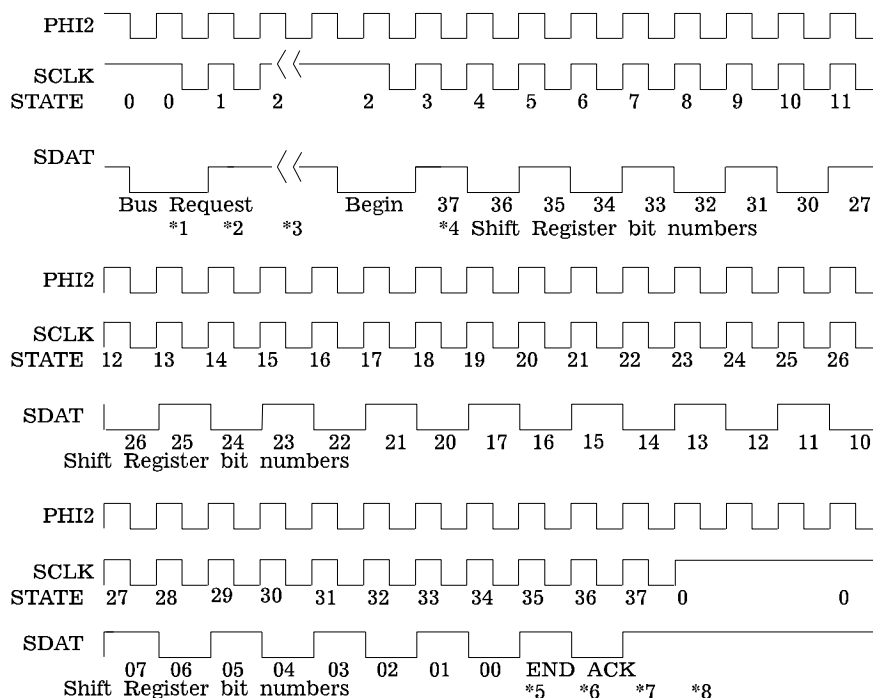 PHI2
SCLK
STATE 0 0 1 2 2 3 4 5 6 7 8 9 10 11
SDAT
Bus Request Begin 37 36 35 34 33 32 31 30 27
*1 *2 *3 *4 Shift Register bit numbers
PHI2
SCLK
STATE 12 13 14 15 16 17 18 19 20 21 22 23 24 25 26
SDAT
26 25 24 23 22 21 20 17 16 15 14 13 12 11 10
Shift Register bit numbers
PHI2
SCLK
STATE 27 28 29 30 31 32 33 34 35 36 37 0 0
SDAT
07 06 05 04 03 02 01 00 END ACK
Shift Register bit numbers *5 *6 *7 *8